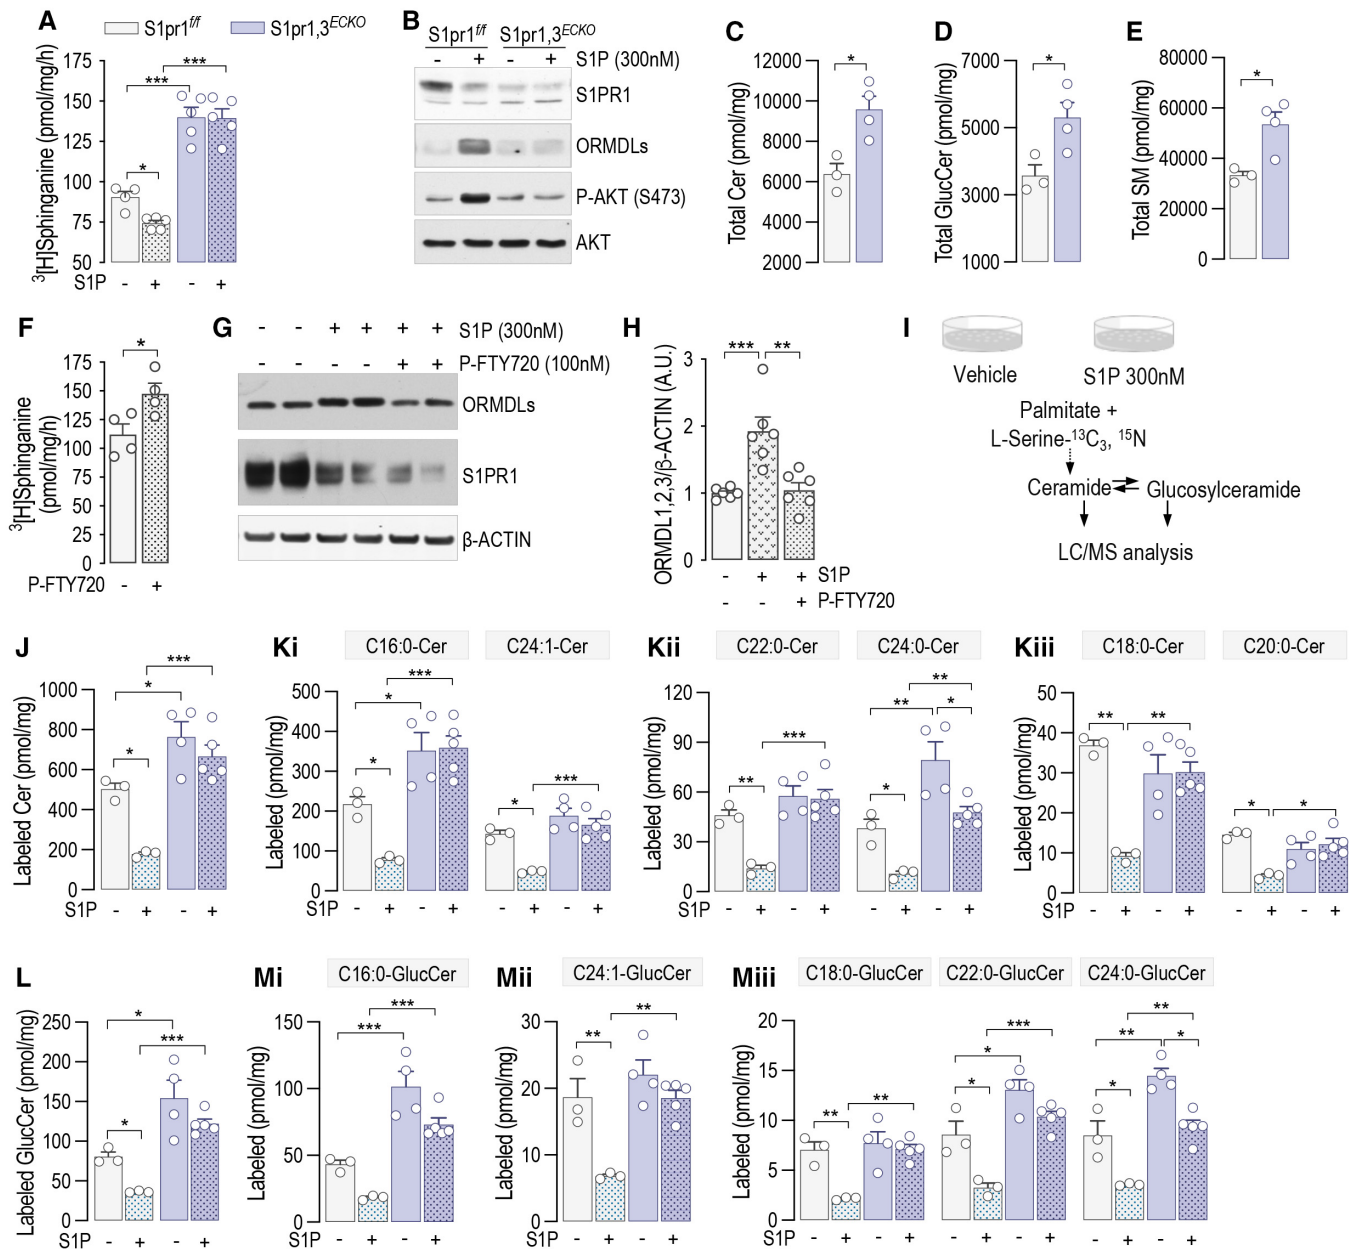 A
S1pr1f/f
S1pr1,3ECKO
3[H]Sphinganine (pmol/mg/h)
175
150
125
100
75
50
***
***
*
S1P - + - +
B
S1pr1f/f S1pr1,3ECKO
- + - + S1P (300nM)
S1PR1
ORMDLs
P-AKT (S473)
AKT
C
Total Cer (pmol/mg)
12000
10000
8000
6000
4000
2000
*
D
Total GlucCer (pmol/mg)
7000
5000
3000
1000
*
E
Total SM (pmol/mg)
80000
60000
40000
20000
0
*
F
3[H]Sphinganine
(pmol/mg/h)
175
150
125
100
75
50
25
0
*
P-FTY720 - +
G
- - + + + + S1P (300nM)
- - - - + + P-FTY720 (100nM)
ORMDLs
S1PR1
β-ACTIN
H
ORMDL1,2,3/β-ACTIN (A.U.)
3
2
1
0
*** **
- + + S1P
- - + P-FTY720
I
Vehicle
S1P 300nM
Palmitate +
L-Serine-13C3, 15N
Ceramide
Glucosylceramide
LC/MS analysis
J
Labeled Cer (pmol/mg)
1000
800
600
400
200
0
***
*
*
S1P - + - +
Ki
C16:0-Cer
C24:1-Cer
Labeled (pmol/mg)
500
400
300
200
100
0
***
*
*
***
*
S1P - + - + - + - +
Kii
C22:0-Cer
C24:0-Cer
Labeled (pmol/mg)
120
90
60
30
0
***
**
**
** *
*
S1P - + - + - + - +
Kiii
C18:0-Cer
C20:0-Cer
Labeled (pmol/mg)
50
40
30
20
10
0
** **
* *
S1P - + - + - + - +
L
Labeled GlucCer (pmol/mg)
250
200
150
100
50
0
*
***
*
S1P - + - +
Mi
C16:0-GlucCer
Labeled (pmol/mg)
150
100
50
0
***
***
S1P - + - +
Mii
C24:1-GlucCer
Labeled (pmol/mg)
30
20
10
0
**
**
S1P - + - +
Miii
C18:0-GlucCer
C22:0-GlucCer
C24:0-GlucCer
Labeled (pmol/mg)
20
15
10
5
0
** **
***
*
*
**
** *
*
S1P - + - + - + - + - + - +